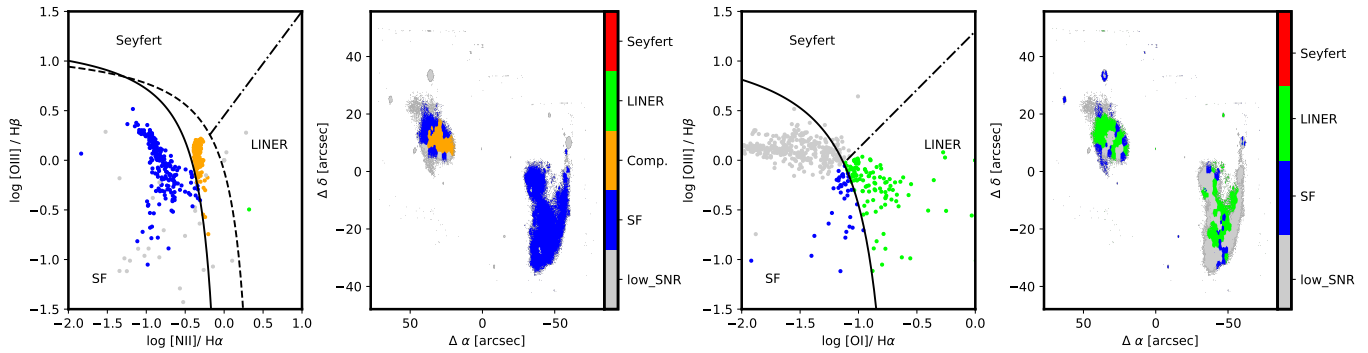 Seyfert
LINER
SF
1.5
1.0
0.5
0.0
−0.5
−1.0
−1.5
−2.0
−1.5
−1.0
−0.5
0.0
0.5
1.0
log [OIII] / Hβ
log [NII]/ Hα
40
20
0
−20
−40
50
0
−50
Δ δ [arcsec]
Δ α [arcsec]
Seyfert
LINER
Comp.
SF
low_SNR
Seyfert
LINER
SF
1.5
1.0
0.5
0.0
−0.5
−1.0
−1.5
−2.0
−1.5
−1.0
−0.5
0.0
log [OIII] / Hβ
log [OI]/ Hα
40
20
0
−20
−40
50
0
−50
Δ δ [arcsec]
Δ α [arcsec]
Seyfert
LINER
SF
low_SNR